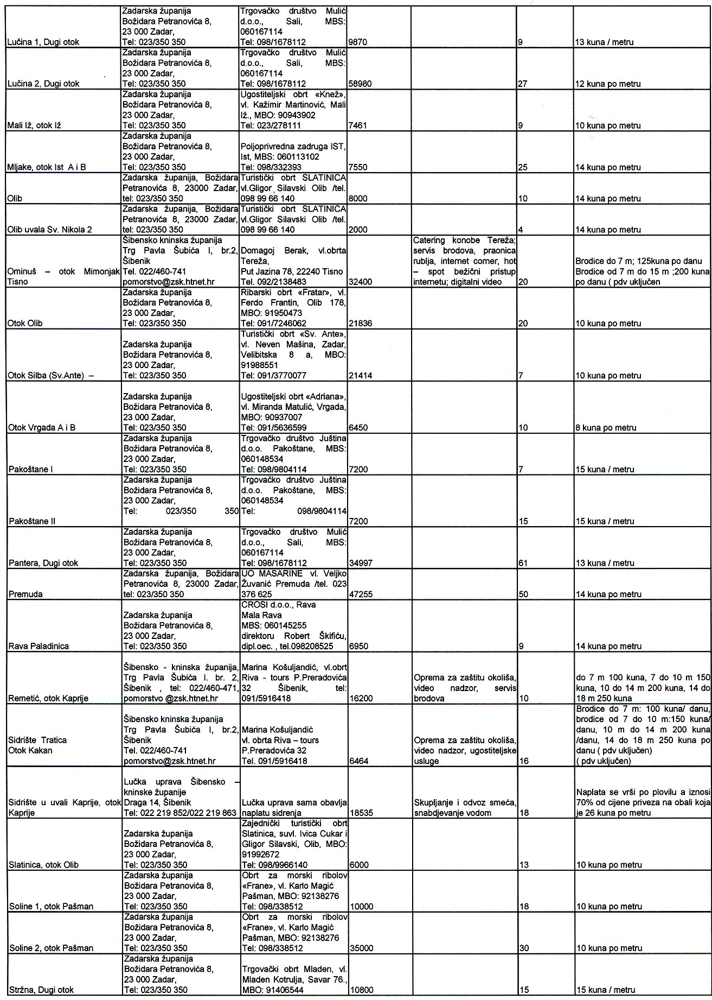 Zadarska županija
Božidara Petranovića 8,
23 000 Zadar,
Tel: 023/350 350
Trgovačko društvo Mulić
d.o.o., Sali, MBS:
060167114
Tel: 098/1678112
Lučina 1, Dugi otok
9870
9
13 kuna / metru
Zadarska županija
Božidara Petranovića 8,
23 000 Zadar,
Tel: 023/350 350
Trgovačko društvo Mulić
d.o.o., Sali, MBS:
060167114
Tel: 098/1678112
Lučina 2, Dugi otok
58980
27
12 kuna po metru
Zadarska županija
Božidara Petranovića 8,
23 000 Zadar,
Tel: 023/350 350
Ugostiteljski obrt «Knež»,
vl. Kažimir Martinović, Mali
Iž., MBO: 90943902
Tel: 023/278111
Mali Iž, otok Iž
7461
9
10 kuna po metru
Zadarska županija
Božidara Petranovića 8,
23 000 Zadar,
Tel: 023/350 350
Poljoprivredna zadruga IST,
Ist, MBS: 060113102
Tel: 098/332393
Mljake, otok Ist A i B
7550
25
14 kuna po metru
Zadarska županija, Božidara
Petranovića 8, 23000 Zadar,
tel: 023/350 350
Turistički obrt SLATINICA
vl.Gligor Silavski Olib /tel.
098 99 66 140
Olib
8000
10
14 kuna po metru
Zadarska županija, Božidara
Petranovića 8, 23000 Zadar,
tel: 023/350 350
Turistički obrt SLATINICA
vl.Gligor Silavski Olib /tel.
098 99 66 140
Olib uvala Sv. Nikola 2
2000
4
14 kuna po metru
Ominuš – otok Mimonjak
Tisno
Šibensko kninska županija
Trg Pavla Šubića I, br.2,
Šibenik
Tel. 022/460-741
pomorstvo@zsk.htnet.hr
Domagoj Berak, vl.obrta
Tereža,
Put Jazina 78, 22240 Tisno
Tel. 092/2138483
32400
Catering konobe Tereža;
servis brodova, praonica
rublja, internet corner, hot
– spot bežični pristup
internetu; digitalni video
20
Brodice do 7 m; 125kuna po danu
Brodice od 7 m do 15 m ;200 kuna
po danu ( pdv uključen
Zadarska županija
Božidara Petranovića 8,
23 000 Zadar,
Tel: 023/350 350
Ribarski obrt «Fratar», vl.
Ferdo Frantin, Olib 178,
MBO: 91950473
Tel: 091/7246062
Otok Olib
21836
20
10 kuna po metru
Zadarska županija
Božidara Petranovića 8,
23 000 Zadar,
Tel: 023/350 350
Turistički obrt «Sv. Ante»,
vl. Neven Mašina, Zadar,
Velibitska 8 a, MBO:
91988551
Tel: 091/3770077
Otok Silba (Sv.Ante) –
21414
7
10 kuna po metru
Zadarska županija
Božidara Petranovića 8,
23 000 Zadar,
Tel: 023/350 350
Ugostiteljski obrt «Adriana»,
vl. Miranda Matulić, Vrgada,
MBO: 90937007
Tel: 091/5636599
Otok Vrgada A i B
6450
10
8 kuna po metru
Zadarska županija
Božidara Petranovića 8,
23 000 Zadar,
Tel: 023/350 350
Trgovačko društvo Juština
d.o.o. Pakoštane, MBS:
060148534
Tel: 098/9804114
Pakoštane I
7200
7
15 kuna / metru
Zadarska županija
Božidara Petranovića 8,
23 000 Zadar,
Tel: 023/350 350
Trgovačko društvo Juština
d.o.o. Pakoštane, MBS:
060148534
Tel: 098/9804114
Pakoštane II
7200
15
15 kuna / metru
Zadarska županija
Božidara Petranovića 8,
23 000 Zadar,
Tel: 023/350 350
Trgovačko društvo Mulić
d.o.o., Sali, MBS:
060167114
Tel: 098/1678112
Pantera, Dugi otok
34997
61
13 kuna / metru
Zadarska županija, Božidara
Petranovića 8, 23000 Zadar,
tel: 023/350 350
UO MASARINE vl. Veljko
Žuvanić Premuda /tel. 023
376 625
Premuda
47255
50
14 kuna po metru
Zadarska županija
Božidara Petranovića 8,
23 000 Zadar,
Tel: 023/350 350
CROSI d.o.o., Rava
Mala Rava
MBS: 060145255
direktoru Robert Škifiću,
dipl.oec. , tel.098208525
Rava Paladinica
6950
9
14 kuna po metru
Remetić, otok Kaprije
Šibensko - kninska županija,
Trg Pavla Šubića I. br. 2,
Šibenik , tel: 022/460-471,
pomorstvo @zsk.htnet.hr
Marina Košuljandić, vl.obrt
Riva - tours P.Preradovića
32 Šibenik, tel:
091/5916418
16200
Oprema za zaštitu okoliša,
video nadzor, servis
brodova
10
do 7 m 100 kuna, 7 do 10 m 150
kuna, 10 do 14 m 200 kuna, 14 do
18 m 250 kuna
Sidrište Tratica
Otok Kakan
Šibensko kninska županija
Trg Pavla Šubića I, br.2,
Šibenik
Tel. 022/460-741
pomorstvo@zsk.htnet.hr
Marina Košuljandić
vl. obrta Riva – tours
P.Preradovića 32
Tel. 091/5916418
6464
Oprema za zaštitu okoliša,
video nadzor, ugostiteljske
usluge
16
Brodice do 7 m: 100 kuna/ danu,
brodice od 7 do 10 m:150 kuna/
danu, 10 m do 14 m 200 kuna
/danu, 14 do 18 m 250 kuna po
danu ( pdv uključen)
( pdv uključen)
Sidrište u uvali Kaprije, otok
Kaprije
Lučka uprava Šibensko –
kninske županije
Draga 14, Šibenik
Tel: 022 219 852/022 219 863
Lučka uprava sama obavlja
naplatu sidrenja
18535
Skupljanje i odvoz smeća,
snabdjevanje vodom
18
Naplata se vrši po plovilu a iznosi
70% od cijene priveza na obali koja
je 26 kuna po metru
Zadarska županija
Božidara Petranovića 8,
23 000 Zadar,
Tel: 023/350 350
Zajednički turistički obrt
Slatinica, suvl. Ivica Cukar i
Gligor Silavski, Olib, MBO:
91992672
Tel: 098/9966140
Slatinica, otok Olib
6000
13
10 kuna po metru
Zadarska županija
Božidara Petranovića 8,
23 000 Zadar,
Tel: 023/350 350
Obrt za morski ribolov
«Frane», vl. Karlo Magić
Pašman, MBO: 92138276
Tel: 098/338512
Soline 1, otok Pašman
10000
18
10 kuna po metru
Zadarska županija
Božidara Petranovića 8,
23 000 Zadar,
Tel: 023/350 350
Obrt za morski ribolov
«Frane», vl. Karlo Magić
Pašman, MBO: 92138276
Tel: 098/338512
Soline 2, otok Pašman
35000
30
10 kuna po metru
Zadarska županija
Božidara Petranovića 8,
23 000 Zadar,
Tel: 023/350 350
Trgovački obrt Mladen, vl.
Mladen Kotrulja, Savar 76.,
MBO: 91406544
Stržna, Dugi otok
10800
15
15 kuna / metru